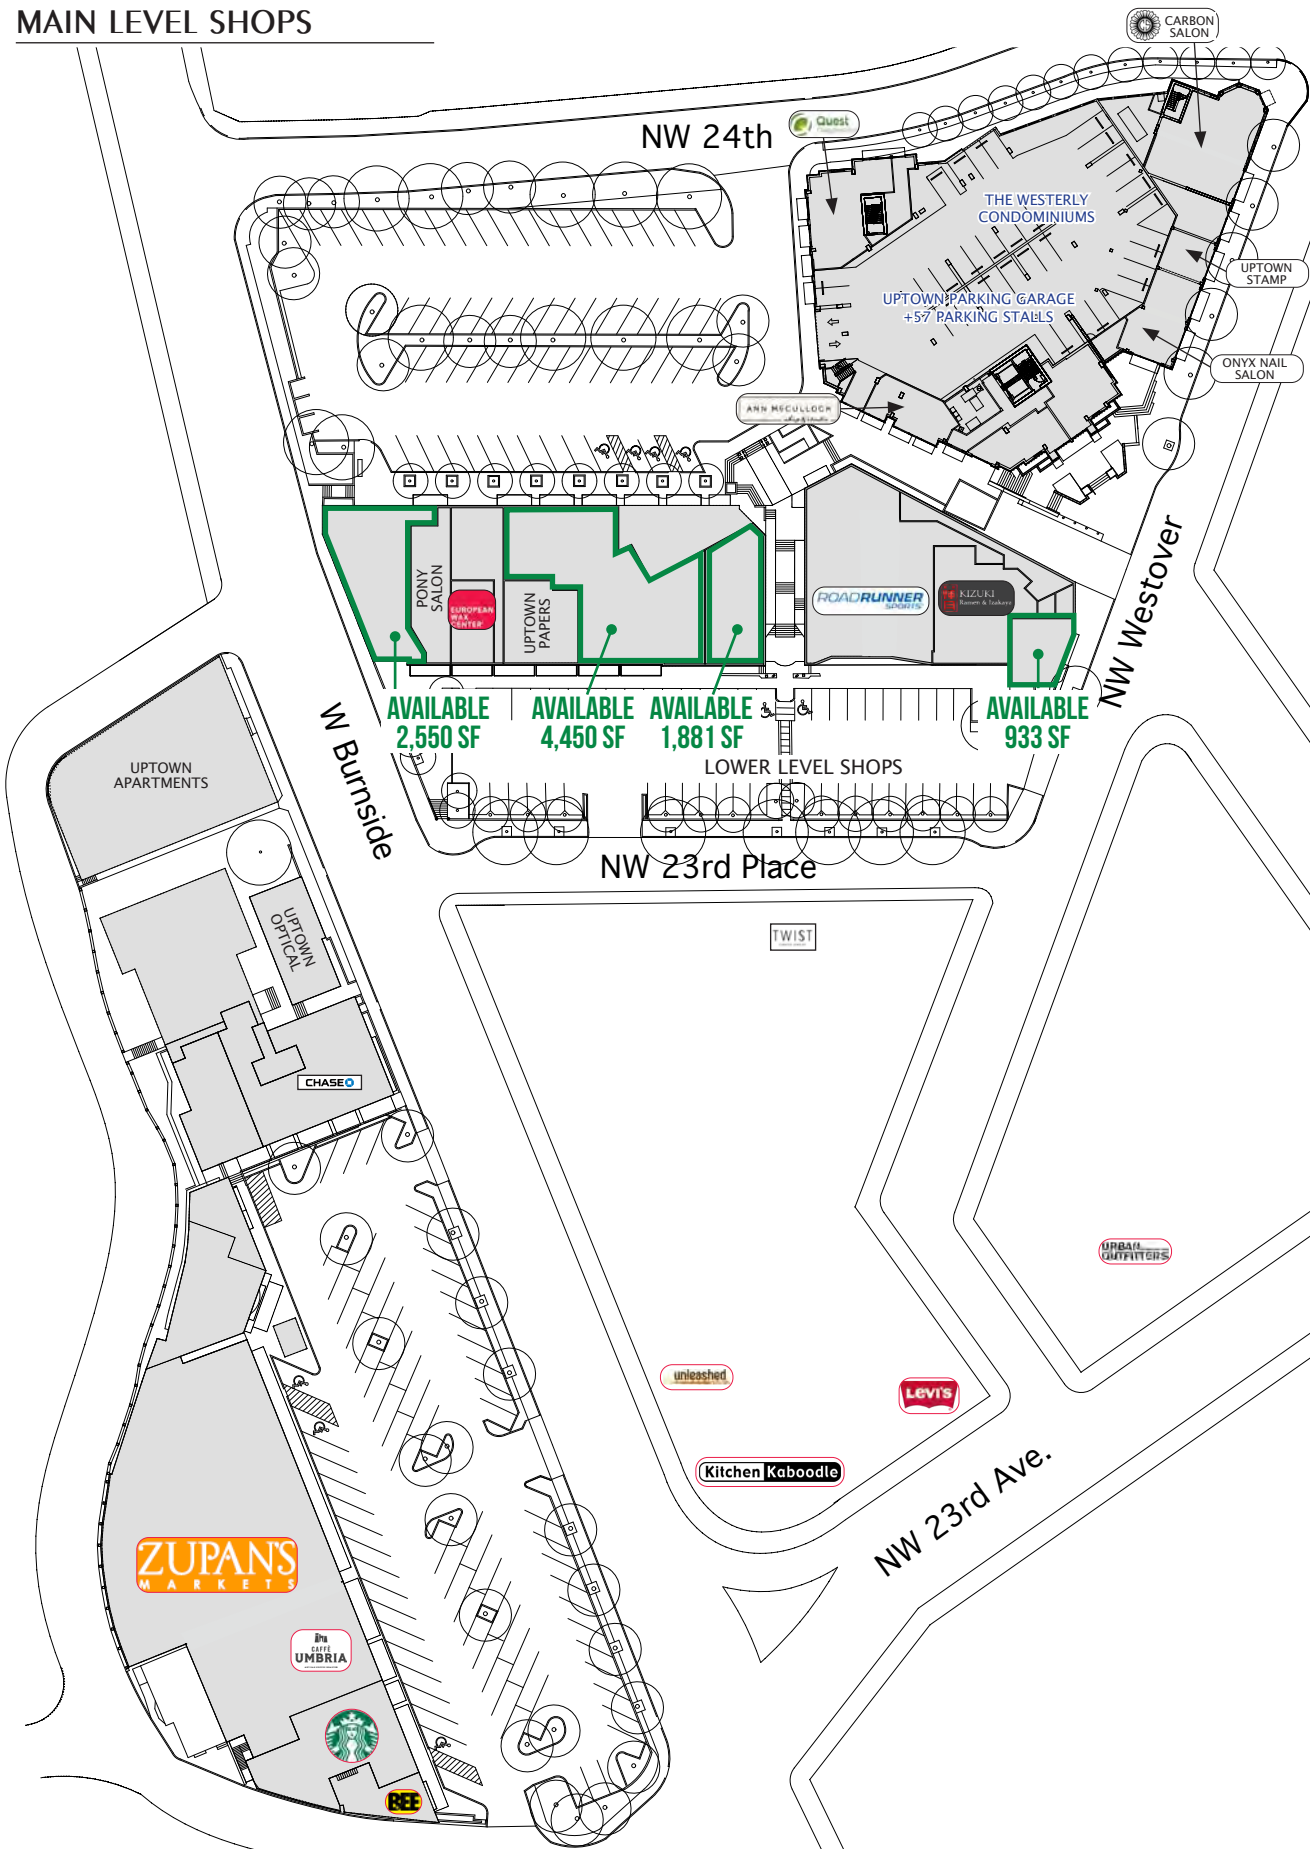 MAIN LEVEL SHOPS
CARBON
SALON
NW 24th
Quest
THE WESTERLY
CONDOMINIUMS
UPTOWN
STAMP
UPTOWN PARKING GARAGE
+57 PARKING STALLS
ONYX NAIL
SALON
ANN MCCULLOCH
NW Westover
PONY
SALON
EUROPEAN
WAX
CENTER
UPTOWN
PAPERS
ROADRUNNER
SPORTS
KIZUKI
Ramen & Izakaya
AVAILABLE
2,550 SF
AVAILABLE
4,450 SF
AVAILABLE
1,881 SF
AVAILABLE
933 SF
W Burnside
LOWER LEVEL SHOPS
UPTOWN
APARTMENTS
NW 23rd Place
UPTOWN
OPTICAL
TWIST
CHASE
URBAN
OUTFITTERS
unleashed
LEVI'S
Kitchen Kaboodle
NW 23rd Ave.
ZUPAN'S
MARKETS
CAFFÈ
UMBRIA
BEE